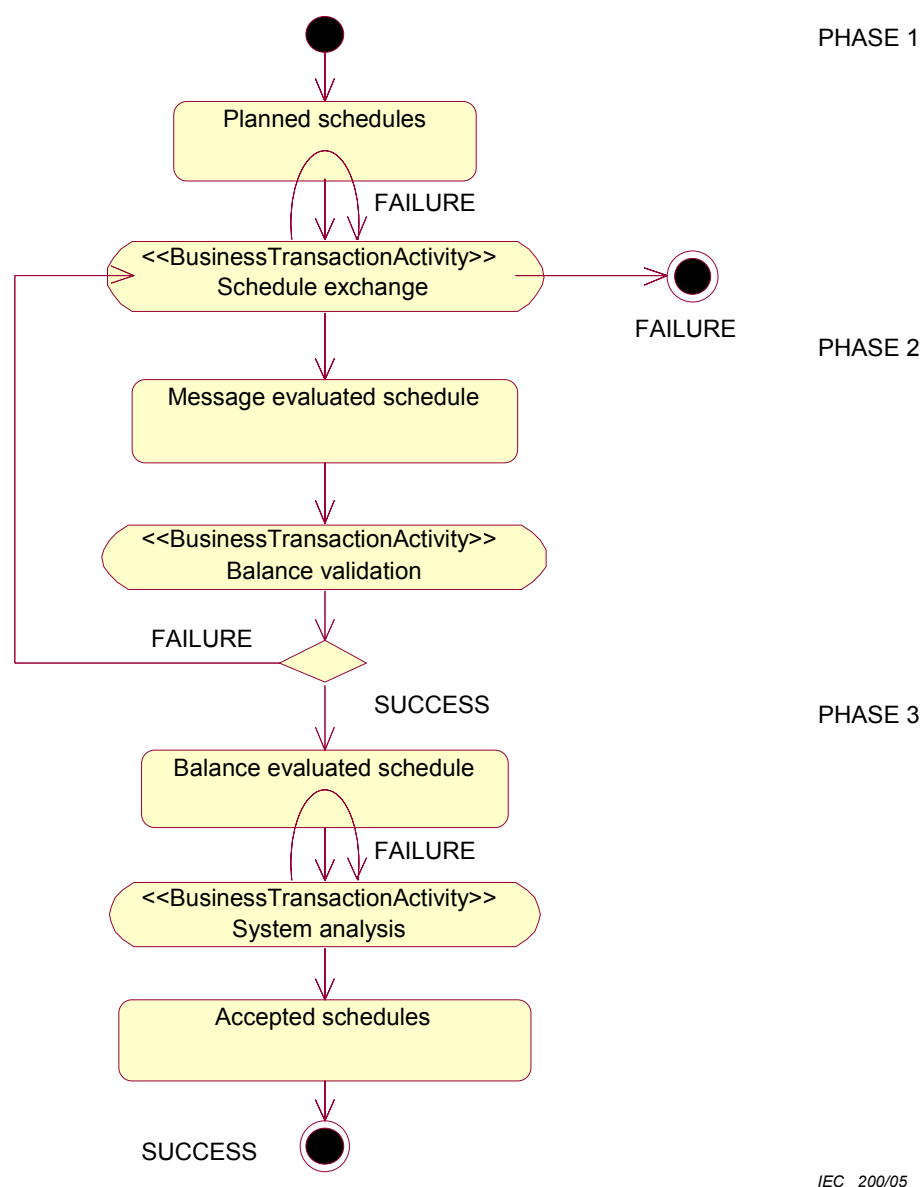 PHASE 1
Planned schedules
FAILURE
<<BusinessTransactionActivity>>
Schedule exchange
FAILURE
PHASE 2
Message evaluated schedule
<<BusinessTransactionActivity>>
Balance validation
FAILURE
SUCCESS
PHASE 3
Balance evaluated schedule
FAILURE
<<BusinessTransactionActivity>>
System analysis
Accepted schedules
SUCCESS
IEC 200/05